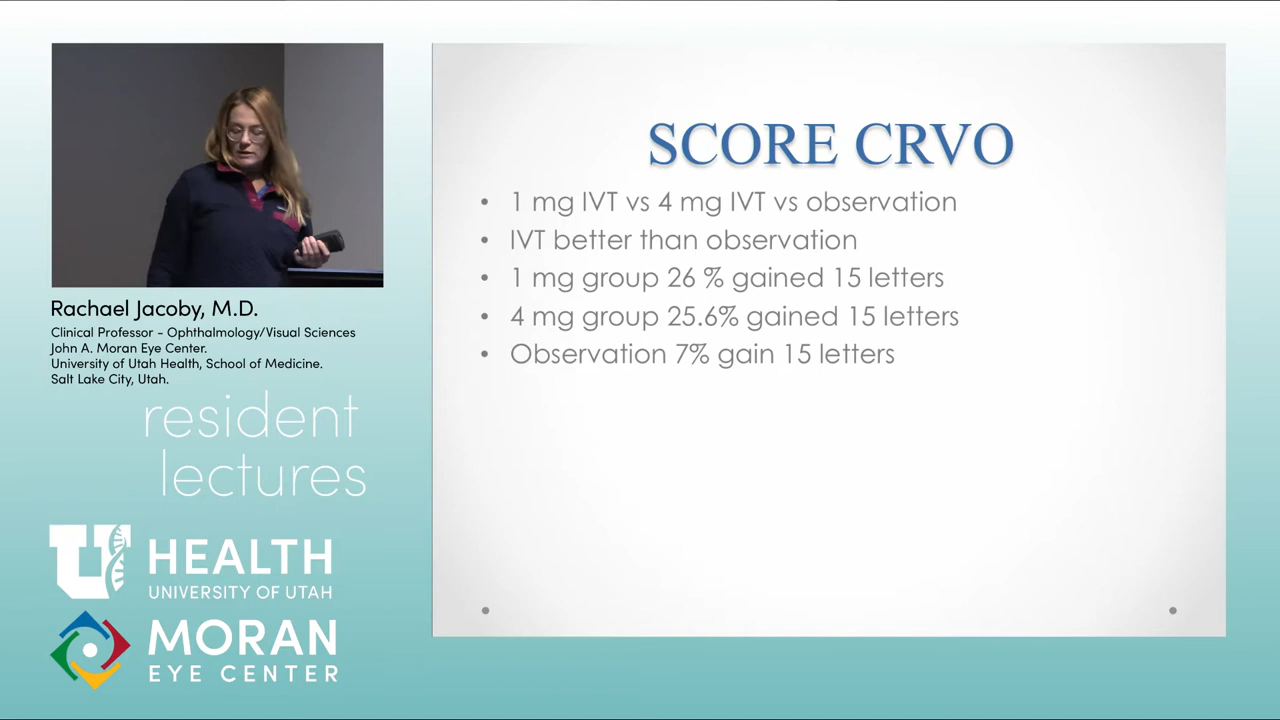 SCORE CRVO
• 1 mg IVT vs 4 mg IVT vs observation
• IVT better than observation
• 1 mg group 26 % gained 15 letters
• 4 mg group 25.6% gained 15 letters
• Observation 7% gain 15 letters
Rachael Jacoby, M.D.
Clinical Professor - Ophthalmology/Visual Sciences
John A. Moran Eye Center.
University of Utah Health, School of Medicine.
Salt Lake City, Utah.
resident
lectures
U HEALTH
UNIVERSITY OF UTAH
MORAN
EYE CENTER